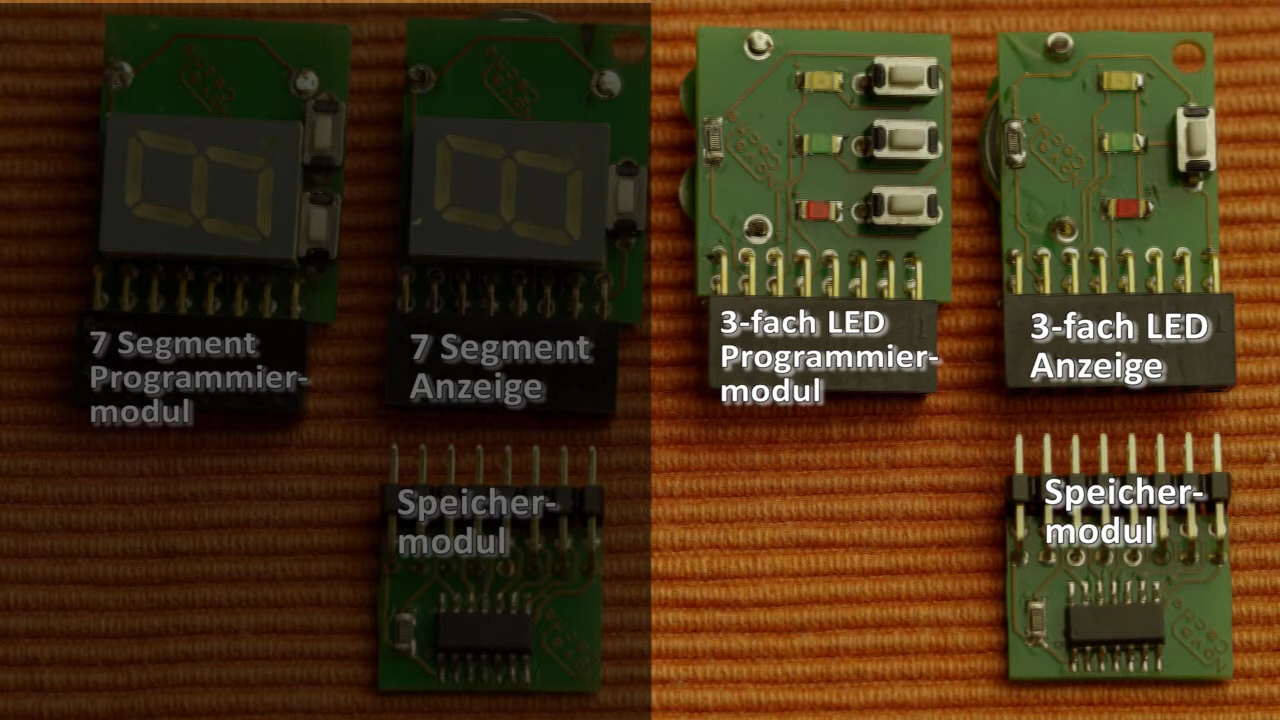 7 Segment
Programmier-
modul
7 Segment
Anzeige
3-fach LED
Programmier-
modul
3-fach LED
Anzeige
Speicher-
modul
Speicher-
modul